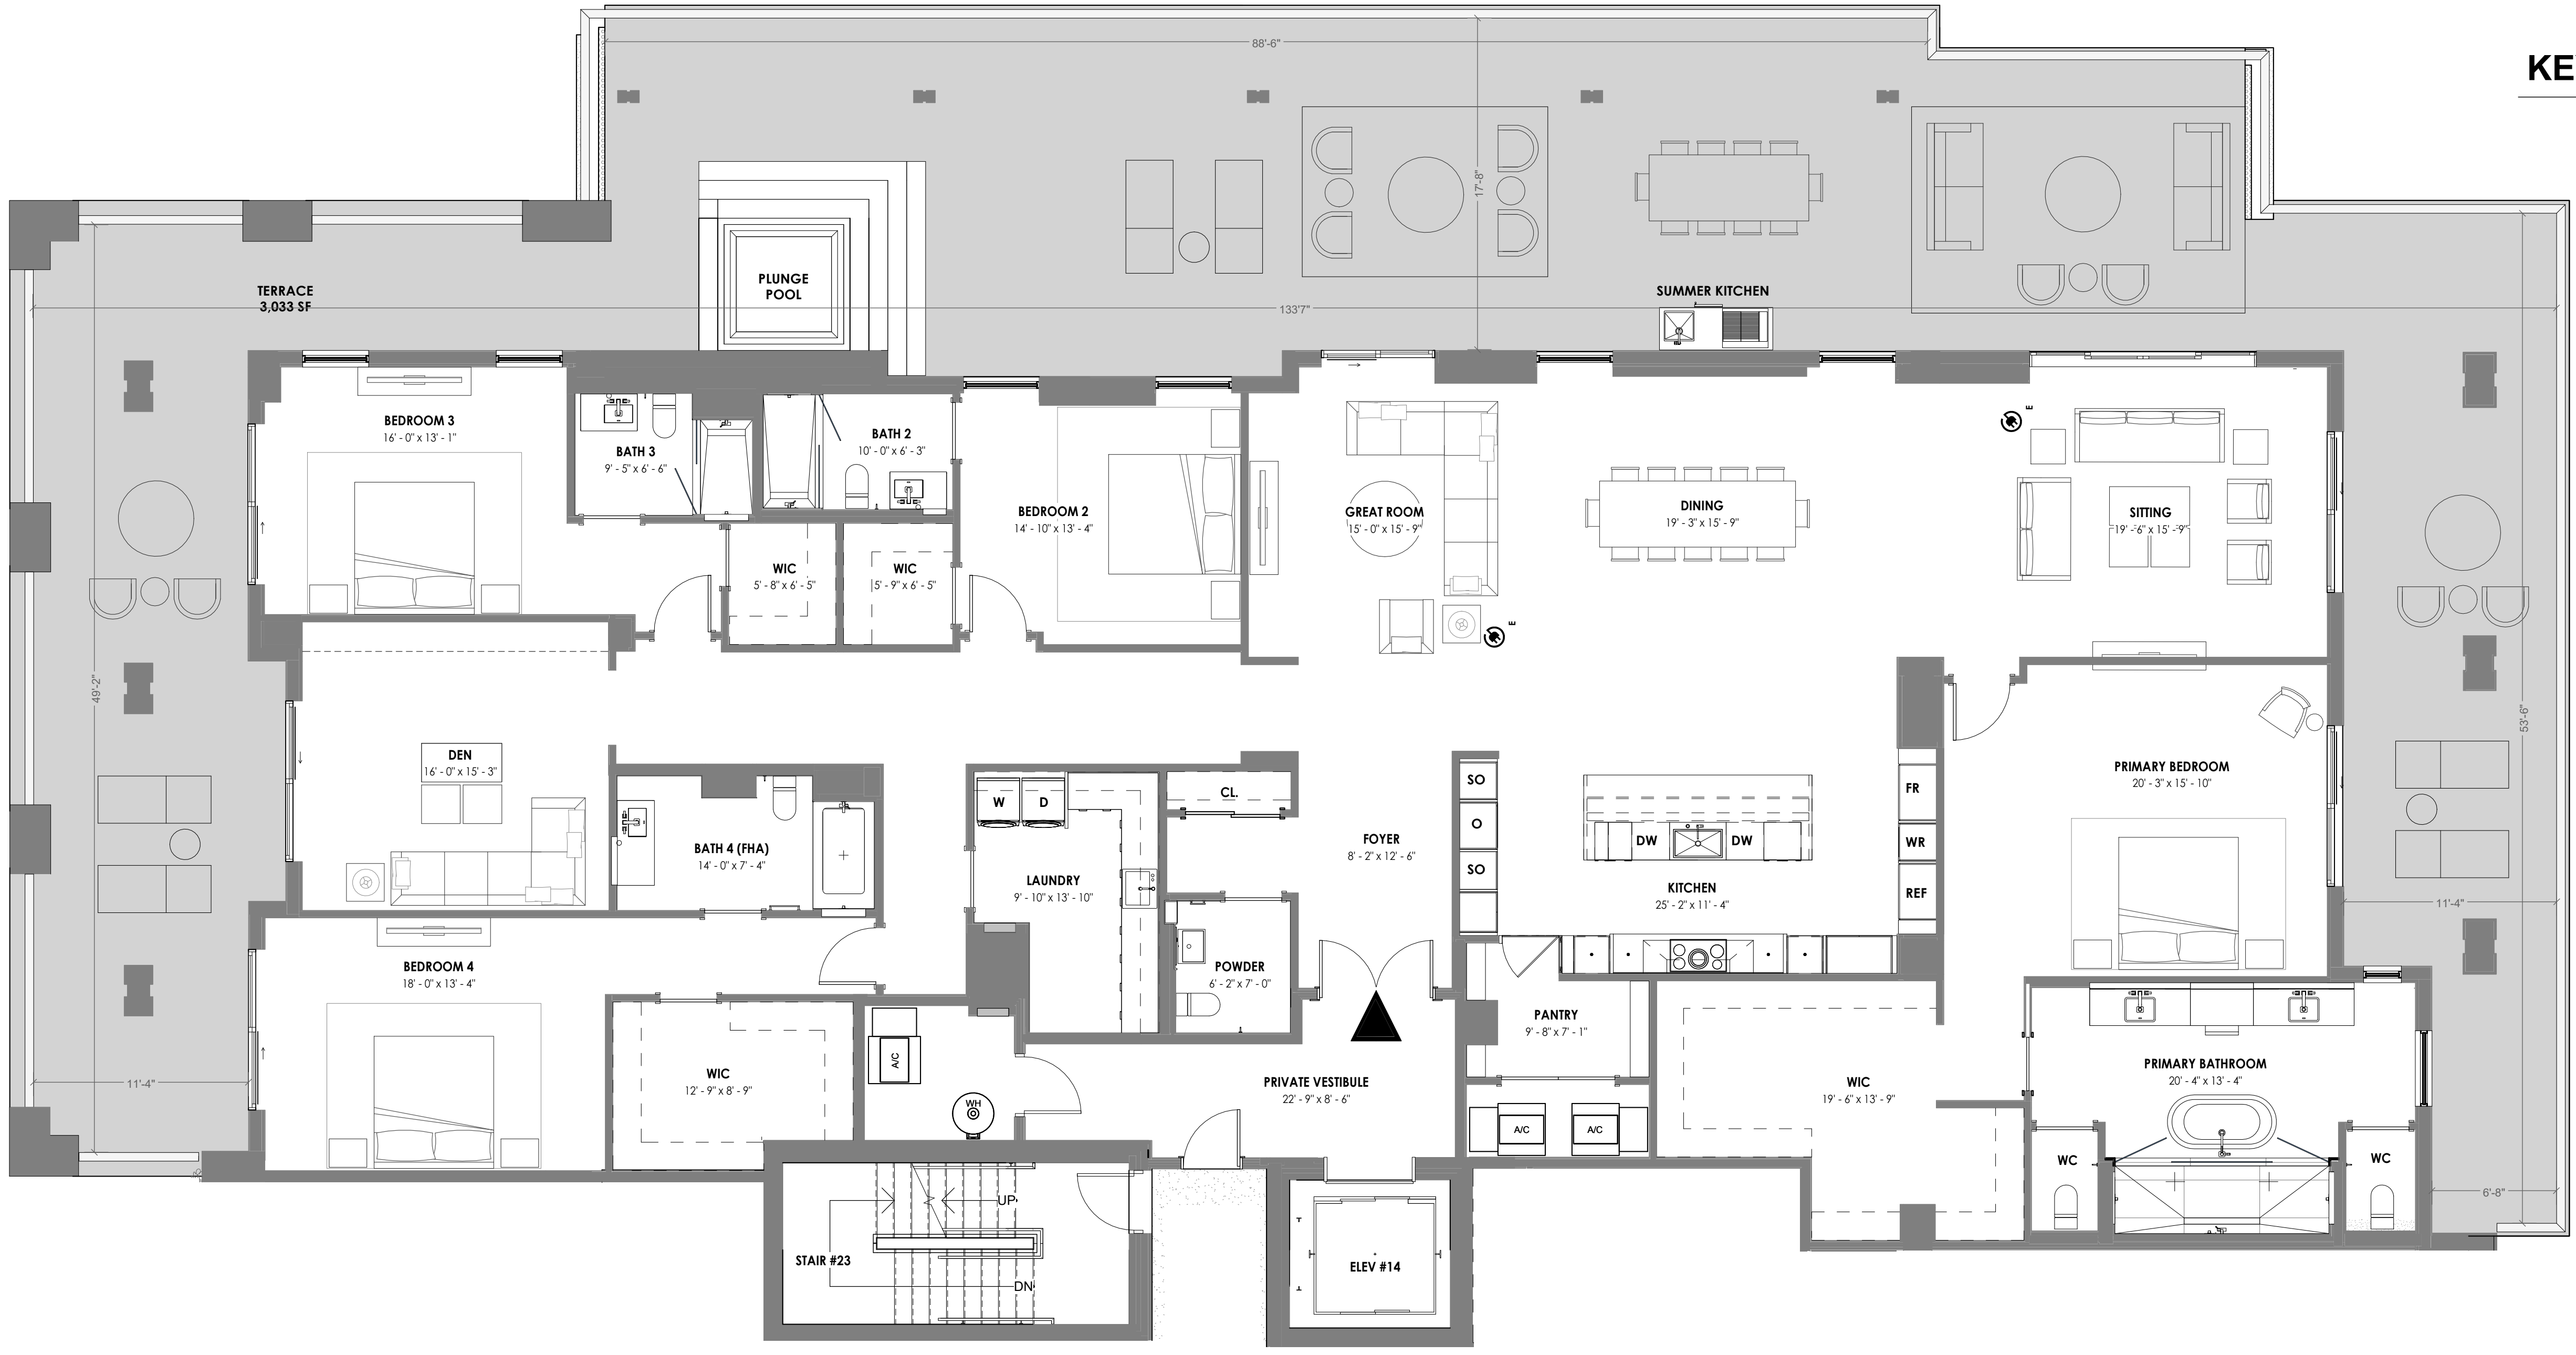 KE
88'-6"
17'-8"
TERRACE
3,033 SF
PLUNGE
POOL
133'7"
SUMMER KITCHEN
BEDROOM 3
16' - 0" x 13' - 1"
BATH 3
9' - 5" x 6' - 6"
BATH 2
10' - 0" x 6' - 3"
BEDROOM 2
14' - 10" x 13' - 4"
GREAT ROOM
15' - 0" x 15' - 9"
E
DINING
19' - 3" x 15' - 9"
E
SITTING
19' - 6" x 15' - 9"
WIC
5' - 8" x 6' - 5"
WIC
5' - 9" x 6' - 5"
49'-2"
53'-6"
DEN
16' - 0" x 15' - 3"
BATH 4 (FHA)
14' - 0" x 7' - 4"
W
D
CL.
LAUNDRY
9' - 10" x 13' - 10"
FOYER
8' - 2" x 12' - 6"
SO
O
SO
DW
DW
KITCHEN
25' - 2" x 11' - 4"
FR
WR
REF
PRIMARY BEDROOM
20' - 3" x 15' - 10"
11'-4"
BEDROOM 4
18' - 0" x 13' - 4"
POWDER
6' - 2" x 7' - 0"
PANTRY
9' - 8" x 7' - 1"
11'-4"
WIC
12' - 9" x 8' - 9"
A/C
WH
PRIVATE VESTIBULE
22' - 9" x 8' - 6"
A/C
A/C
WIC
19' - 6" x 13' - 9"
PRIMARY BATHROOM
20' - 4" x 13' - 4"
WC
WC
6'-8"
UP
STAIR #23
DN
ELEV #14